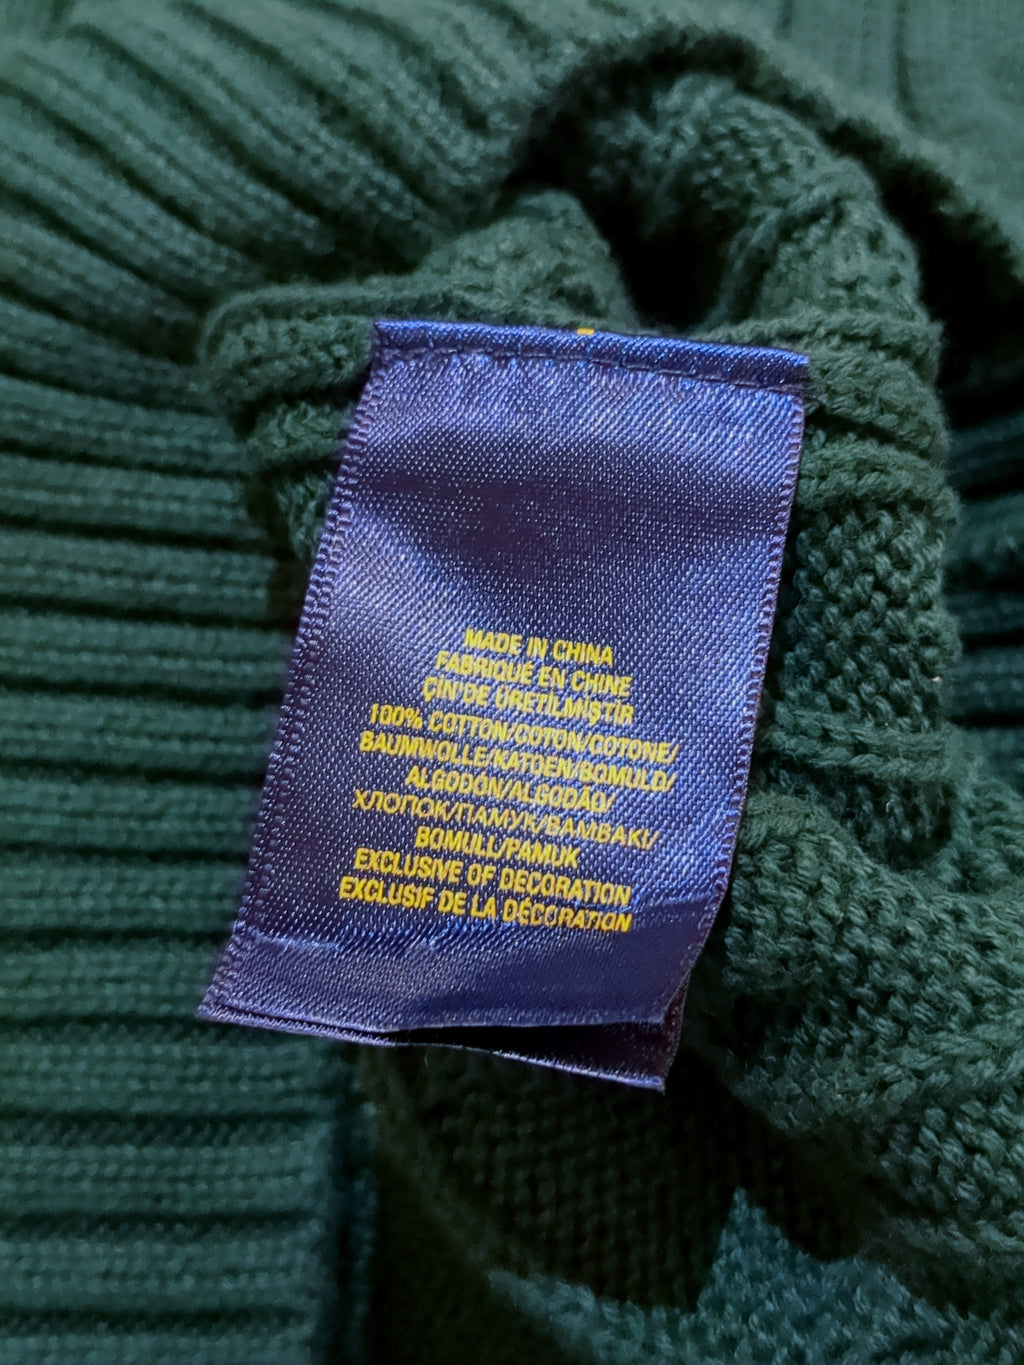 MADE IN CHINA
FABRIQUÉ EN CHINE
ÇİN'DE ÜRETİLMİŞTİR
100% COTTON/COTON/COTONE/
BAUMWOLLE/KATOEN/BOMULD/
ALGODÓN/ALGODÃO/
ХЛОПОК/ПАМУК/BAMBAKI/
BOMULL/PAMUK
EXCLUSIVE OF DECORATION
EXCLUSIF DE LA DÉCORATION